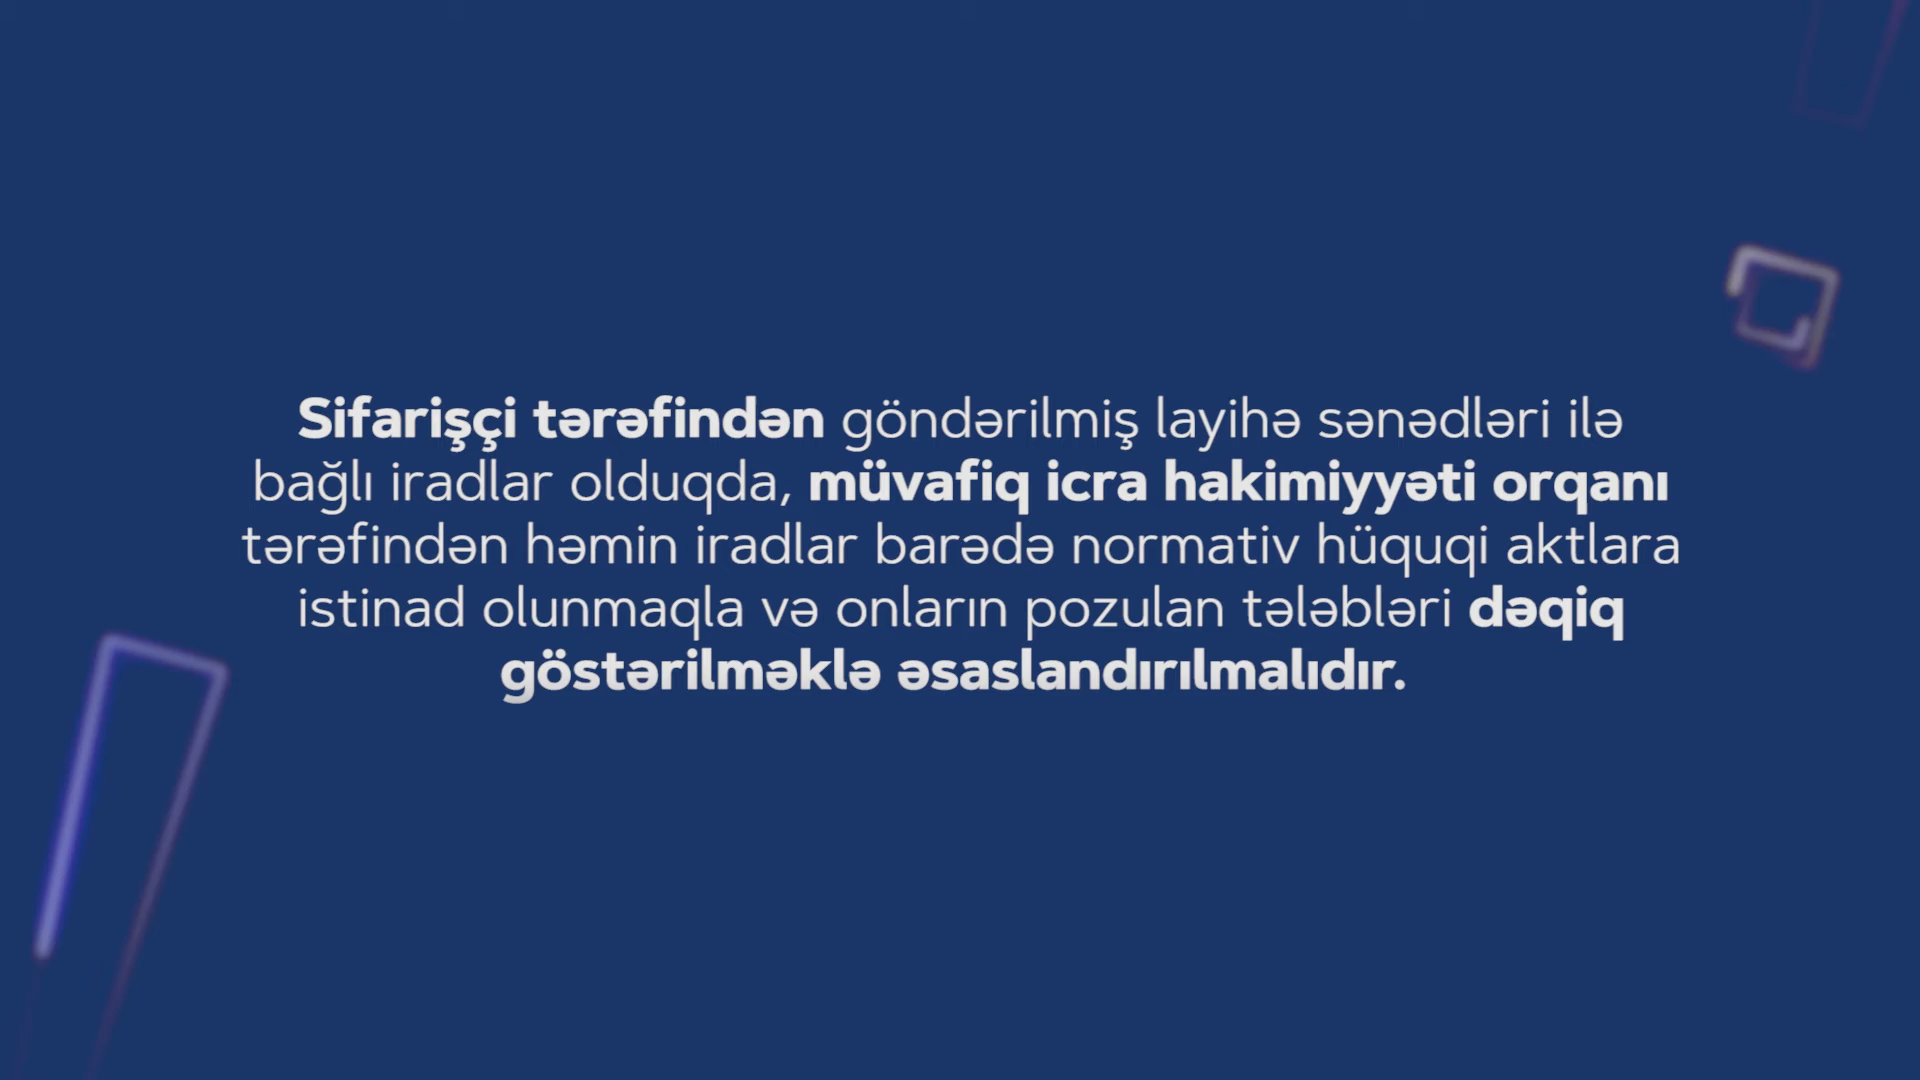 Sifarişçi tərəfindən göndərilmiş layihə sənədləri ilə
bağlı iradlar olduqda, müvafiq icra hakimiyyəti orqanı
tərəfindən həmin iradlar barədə normativ hüquqi aktlara
istinad olunmaqla və onların pozulan tələbləri dəqiq
göstərilməklə əsaslandırılmalıdır.